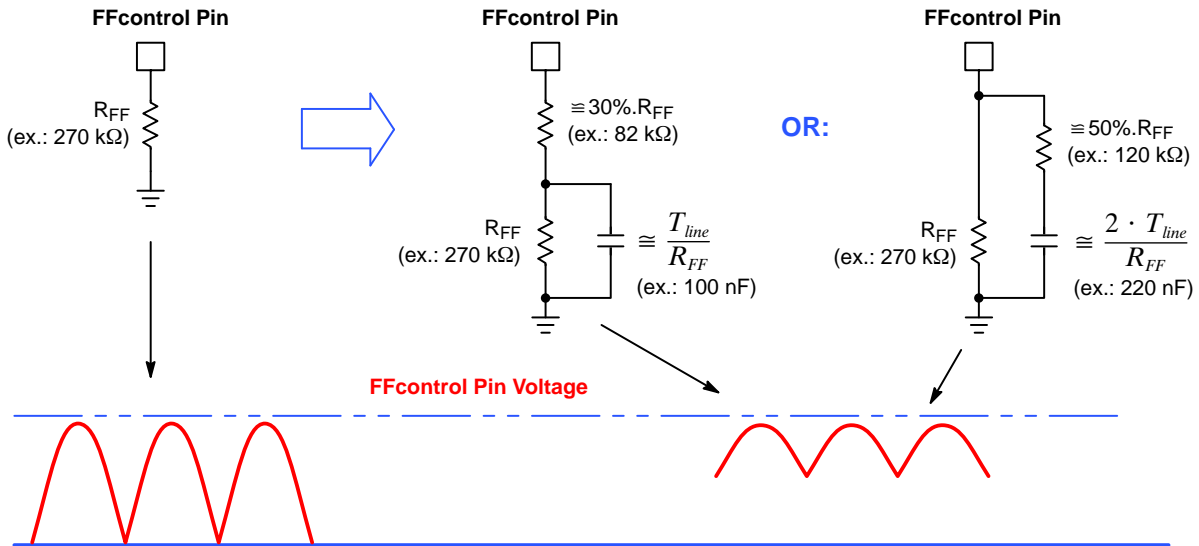 FFcontrol Pin
R_FF
(ex.: 270 kΩ)
FFcontrol Pin
≌30%.R_FF
(ex.: 82 kΩ)
R_FF
(ex.: 270 kΩ)
≅ T_line / R_FF
(ex.: 100 nF)
OR:
FFcontrol Pin
≌50%.R_FF
(ex.: 120 kΩ)
R_FF
(ex.: 270 kΩ)
≅ 2 · T_line / R_FF
(ex.: 220 nF)
FFcontrol Pin Voltage